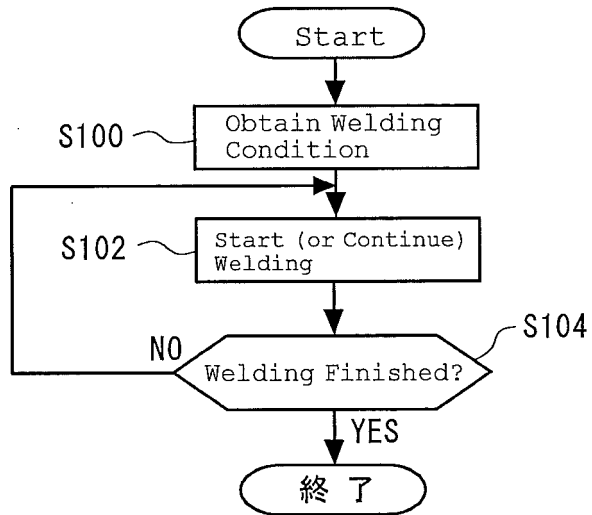 Start
S100
Obtain Welding
Condition
S102
Start (or Continue)
Welding
S104
NO
Welding Finished?
YES
終了